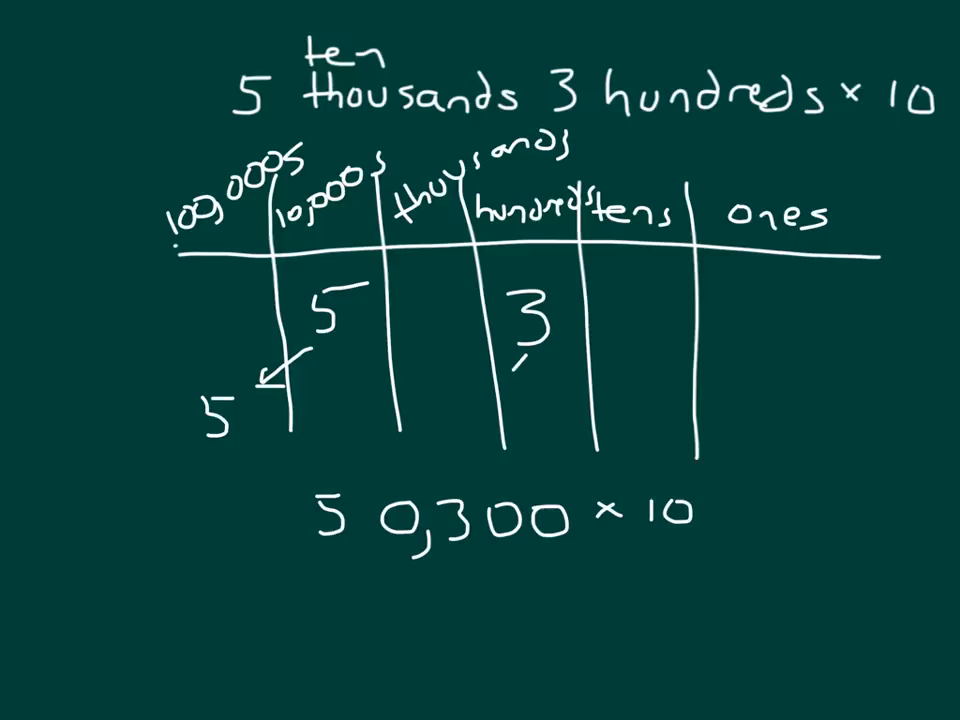 ten
5 thousands 3 hundreds × 10
100,000s 10,000s thousands hundreds tens ones
5 3
5
50,300 × 10